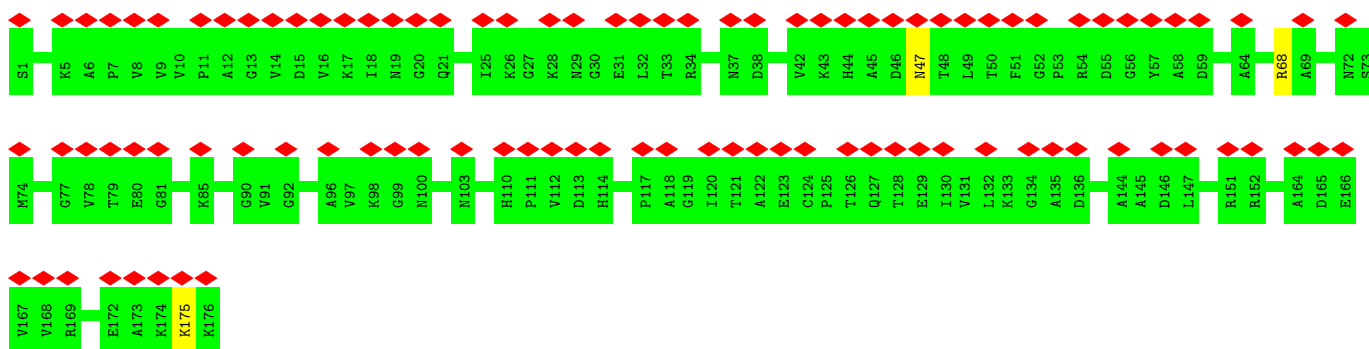 S1 K5 A6 P7 V8 V9 V10 P11 A12 G13 V14 D15 V16 K17 I18 N19 G20 Q21 I25 K26 G27 K28 N29 G30 E31 L32 T33 R34 N37 D38 V42 K43 H44 A45 D46 N47 T48 L49 T50 F51 G52 P53 R54 D55 G56 Y57 A58 D59 A64 R68 A69 N72 S73
M74 G77 V78 T79 E80 G81 K85 G90 V91 G92 A96 V97 K98 G99 N100 N103 H110 P111 V112 D113 H114 P117 A118 G119 I120 T121 A122 E123 C124 P125 T126 Q127 T128 E129 I130 V131 L132 K133 G134 A135 D136 A144 A145 D146 L147 R151 R152 A164 D165 E166
V167 V168 R169 E172 A173 K174 K175 K176